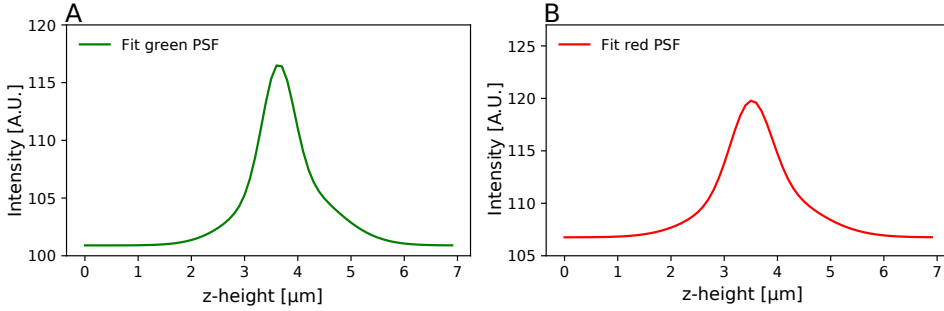 A
Fit green PSF
Intensity [A.U.]
120
115
110
105
100
0 1 2 3 4 5 6 7
z-height [µm]
B
Fit red PSF
Intensity [A.U.]
125
120
115
110
105
0 1 2 3 4 5 6 7
z-height [µm]